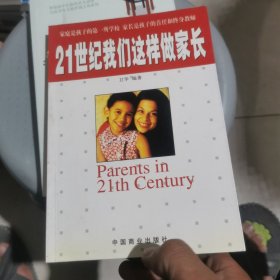 家庭是孩子的第一所学校 家长是孩子的首任和终身教师
21世纪我们这样做家长
编著
Parents in
21th Century
中国商业出版社